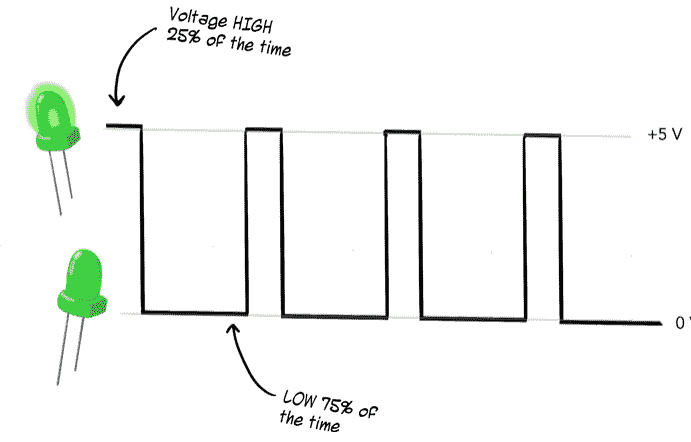 Voltage HIGH
25% of the time
+5 V
0
LOW 75% of
the time